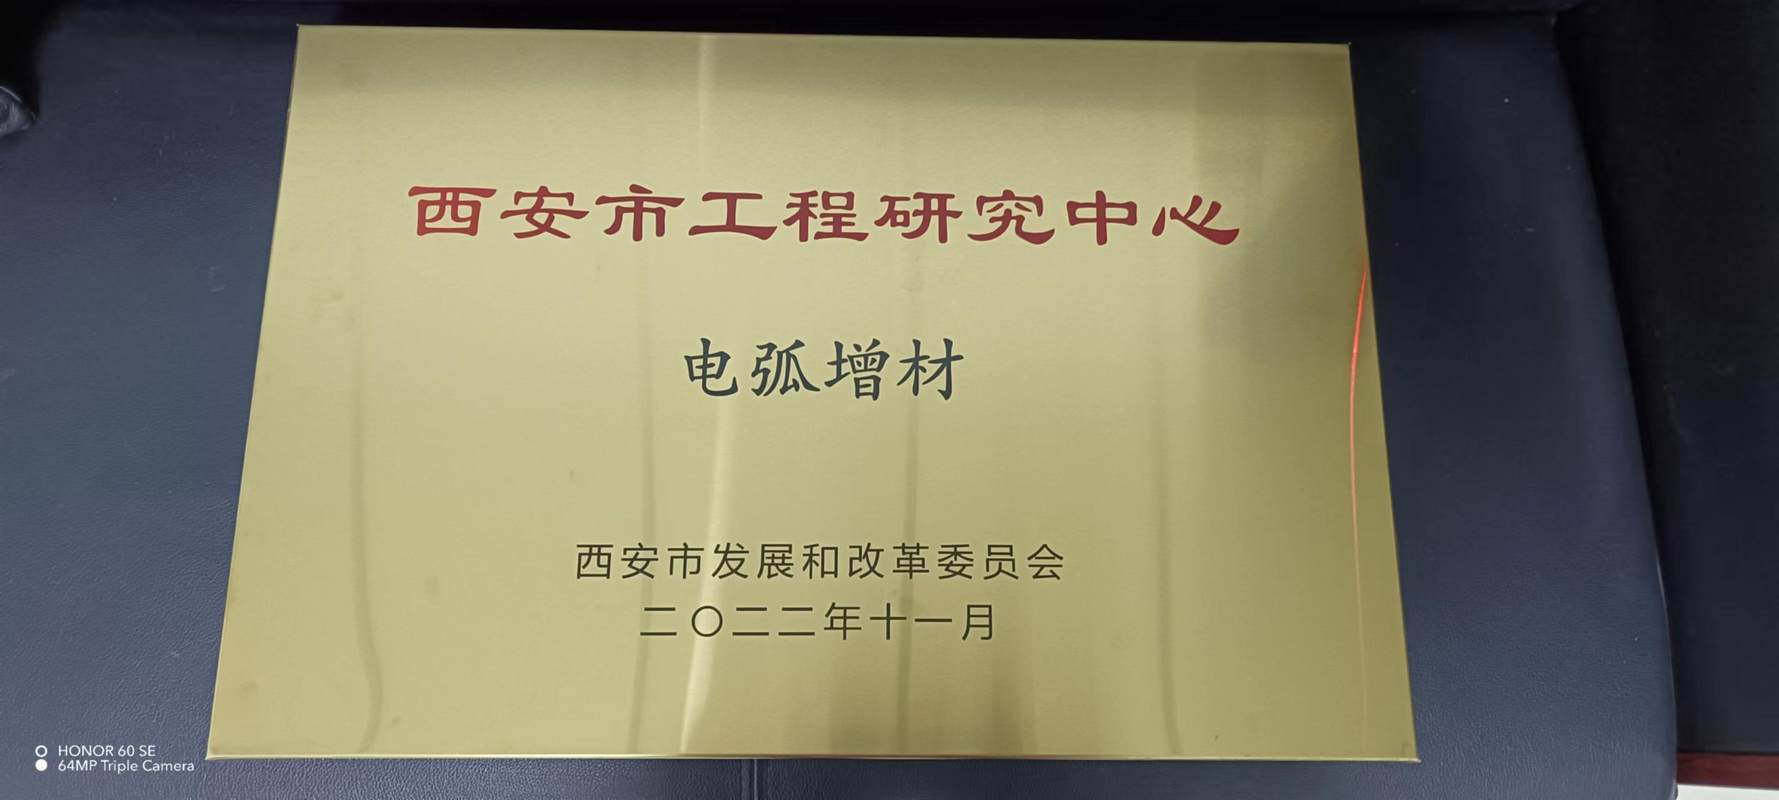 西安市工程研究中心
电弧增材
西安市发展和改革委员会
二〇二二年十一月
HONOR 60 SE
64MP Triple Camera